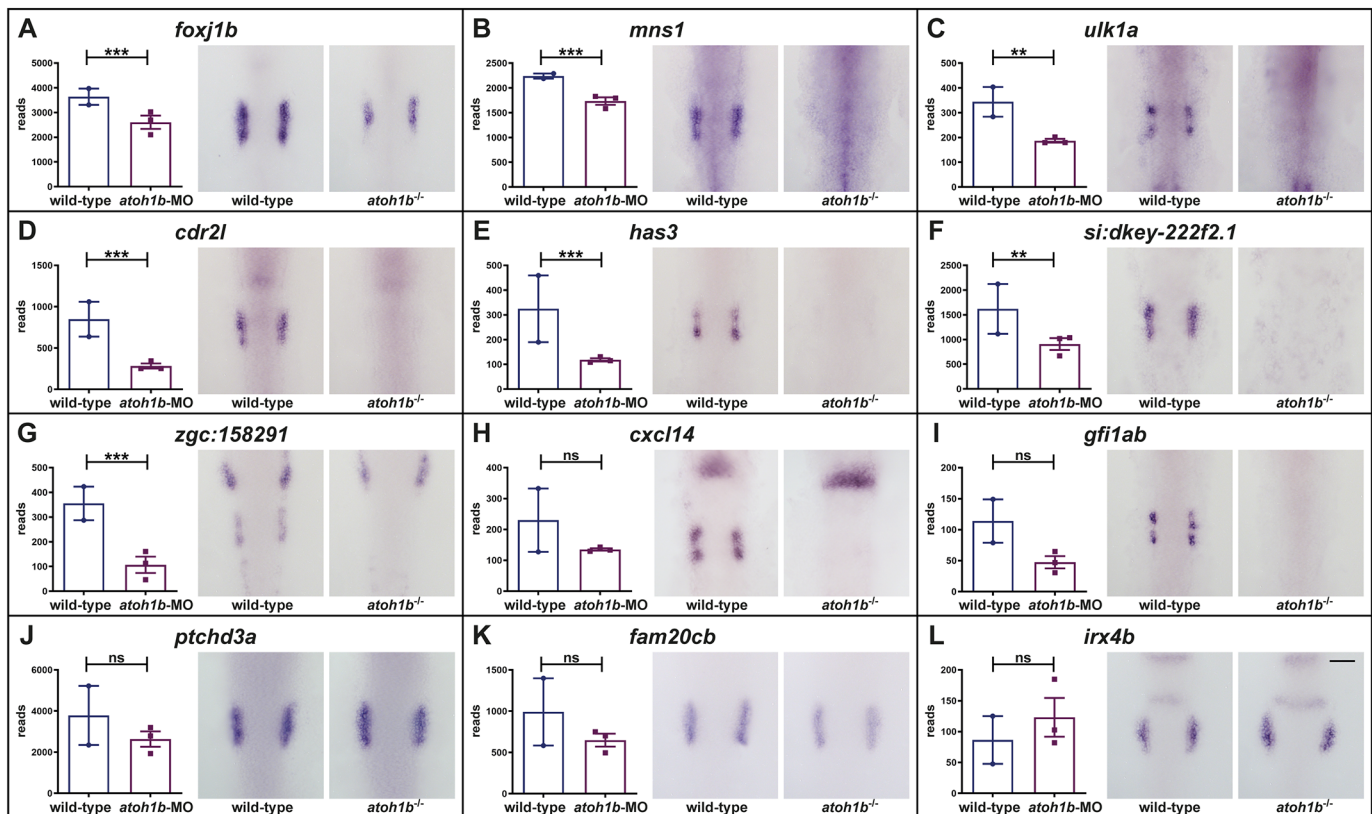 A foxj1b
***
5000
4000
3000
2000
1000
0
reads
wild-type atoh1b-MO wild-type atoh1b-/-
B mns1
***
2500
2000
1500
1000
500
0
reads
wild-type atoh1b-MO wild-type atoh1b-/-
C ulk1a
**
500
400
300
200
100
0
reads
wild-type atoh1b-MO wild-type atoh1b-/-
D cdr2l
***
1500
1000
500
0
reads
wild-type atoh1b-MO wild-type atoh1b-/-
E has3
***
500
400
300
200
100
0
reads
wild-type atoh1b-MO wild-type atoh1b-/-
F si:dkey-222f2.1
**
2500
2000
1500
1000
500
0
reads
wild-type atoh1b-MO wild-type atoh1b-/-
G zgc:158291
***
500
400
300
200
100
0
reads
wild-type atoh1b-MO wild-type atoh1b-/-
H cxcl14
ns
400
300
200
100
0
reads
wild-type atoh1b-MO wild-type atoh1b-/-
I gfi1ab
ns
200
150
100
50
0
reads
wild-type atoh1b-MO wild-type atoh1b-/-
J ptchd3a
ns
6000
4000
2000
0
reads
wild-type atoh1b-MO wild-type atoh1b-/-
K fam20cb
ns
1500
1000
500
0
reads
wild-type atoh1b-MO wild-type atoh1b-/-
L irx4b
ns
200
150
100
50
0
reads
wild-type atoh1b-MO wild-type atoh1b-/-